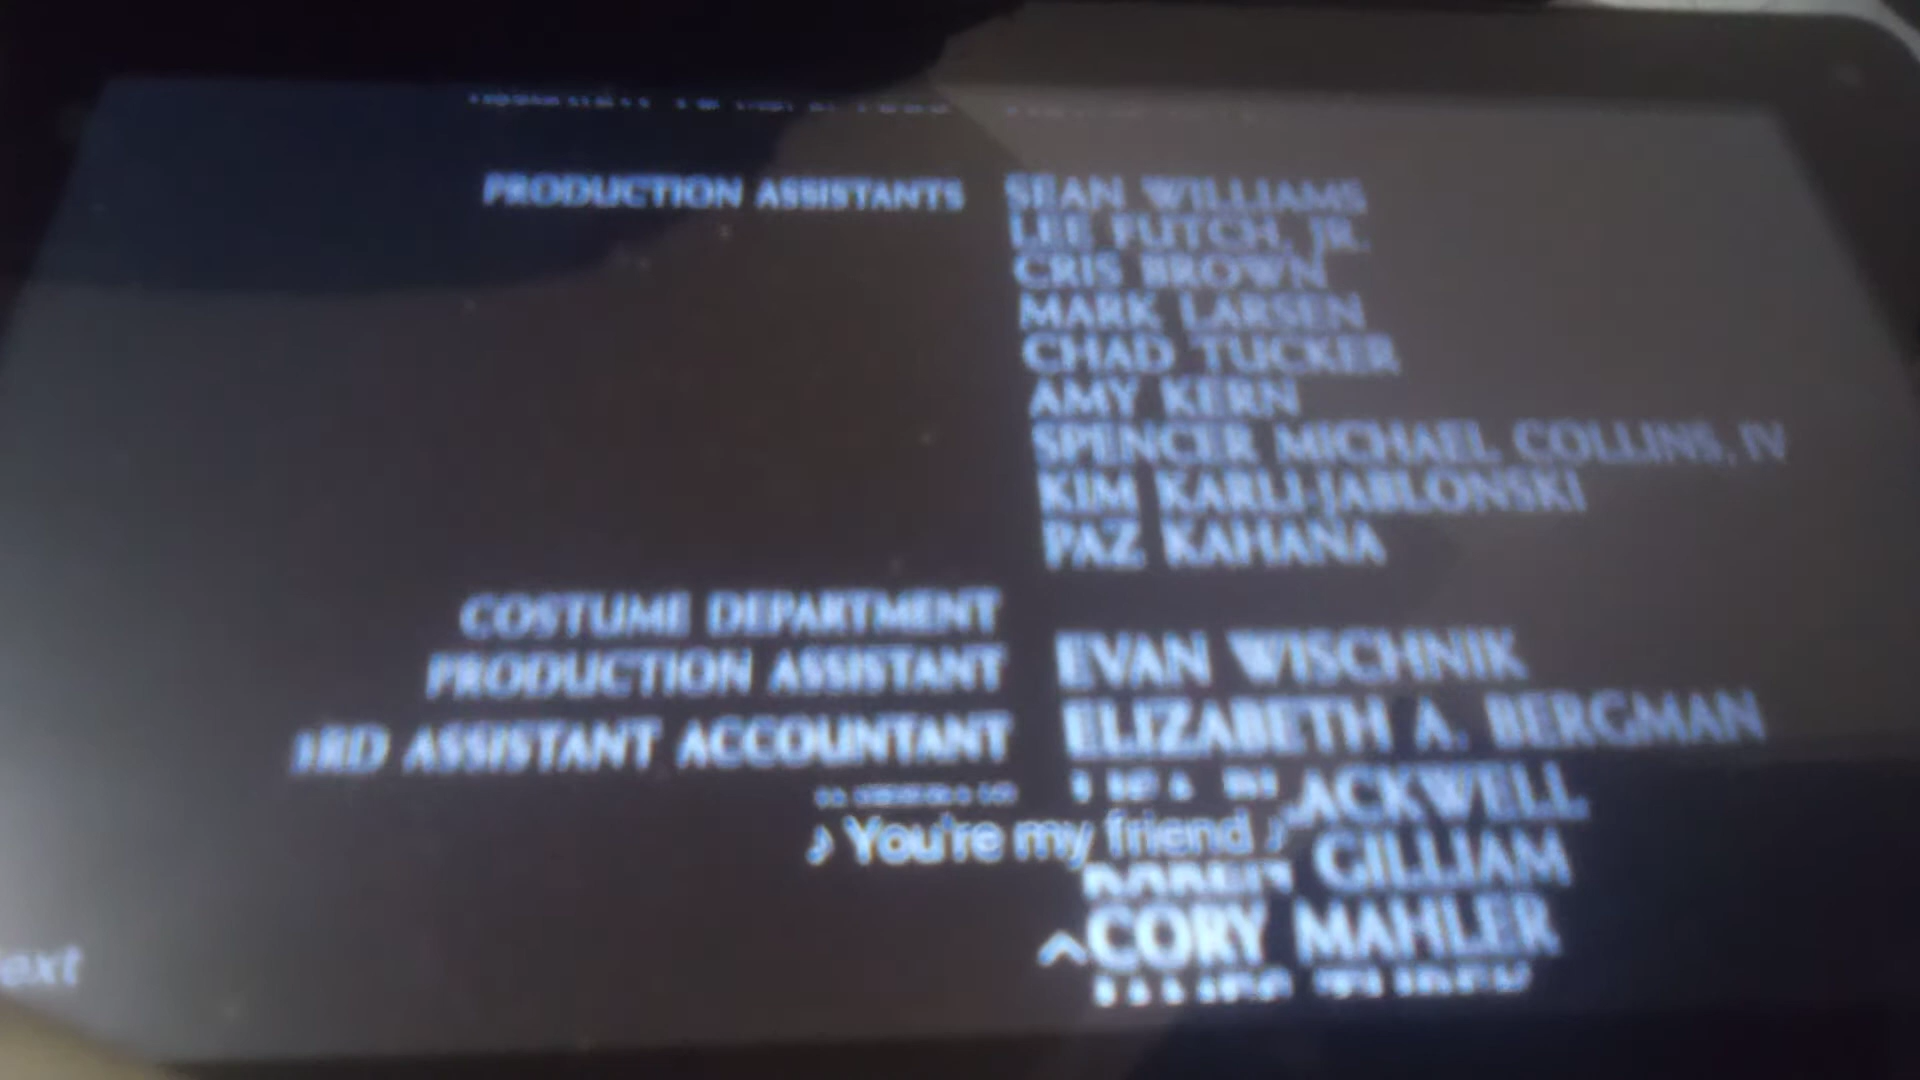 PRODUCTION ASSISTANTS SEAN WILLIAMS
LEE FUTCH, JR.
CRIS BROWN
MARK LARSEN
CHAD TUCKER
AMY KERN
SPENCER MICHAEL COLLINS, IV
KIM KARLI-JABLONSKI
PAZ KAHANA
COSTUME DEPARTMENT
PRODUCTION ASSISTANT EVAN WISCHNIK
3RD ASSISTANT ACCOUNTANT ELIZABETH A. BERGMAN
ACKWELL
♪ You're my friend ♪
GILLIAM
CORY MAHLER
ext